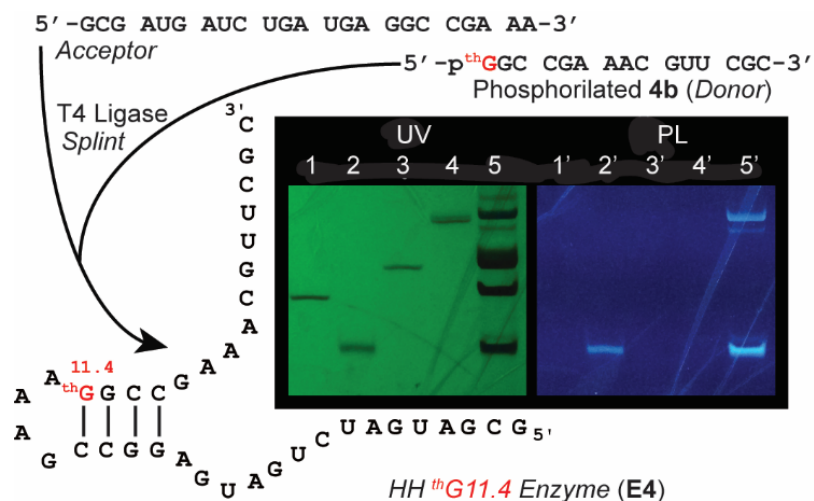 5'-GCG AUG AUC UGA UGA GGC CGA AA-3'
Acceptor
5'-pthGGC CGA AAC GUU CGC-3'
Phosphorilated 4b (Donor)
T4 Ligase
Splint
UV PL
1 2 3 4 5 1' 2' 3' 4' 5'
3'
C
G
C
U
U
G
C
A
A
A
G
11.4
A thG G C C
A
A
G C C G G A G U A G U C U A G U A G C G 5'
HH thG11.4 Enzyme (E4)